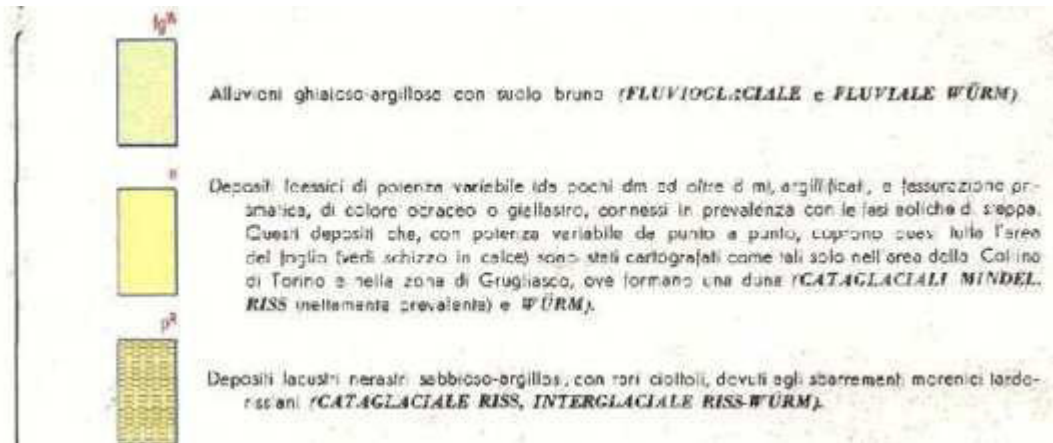 fgW
Alluvioni ghiaioso-argillose con suolo bruno (FLUVIOGLACIALE e FLUVIALE WÜRM)
Depositi loessici di potenza variabile (da pochi dm ad oltre d m), argillificati, a fessurazione pri-
smatica, di colore ocraceo o giallastro, connessi in prevalenza con le fasi eoliche di steppa.
Questi depositi che, con potenza variabile da punto a punto, coprono quasi tutta l'area
del foglio (vedi schizzo in calce) sono stati cartografati come tali solo nell'area della Collina
di Torino e nella zona di Grugliasco, ove formano una duna (CATAGLACIALI MINDEL,
RISS (nettamente prevalente) e WÜRM).
Depositi lacustri nerastri sabbioso-argillosi, con rari ciottoli, dovuti agli sbarramenti morenici tardo-
rissiani (CATAGLACIALE RISS, INTERGLACIALE RISS-WÜRM).